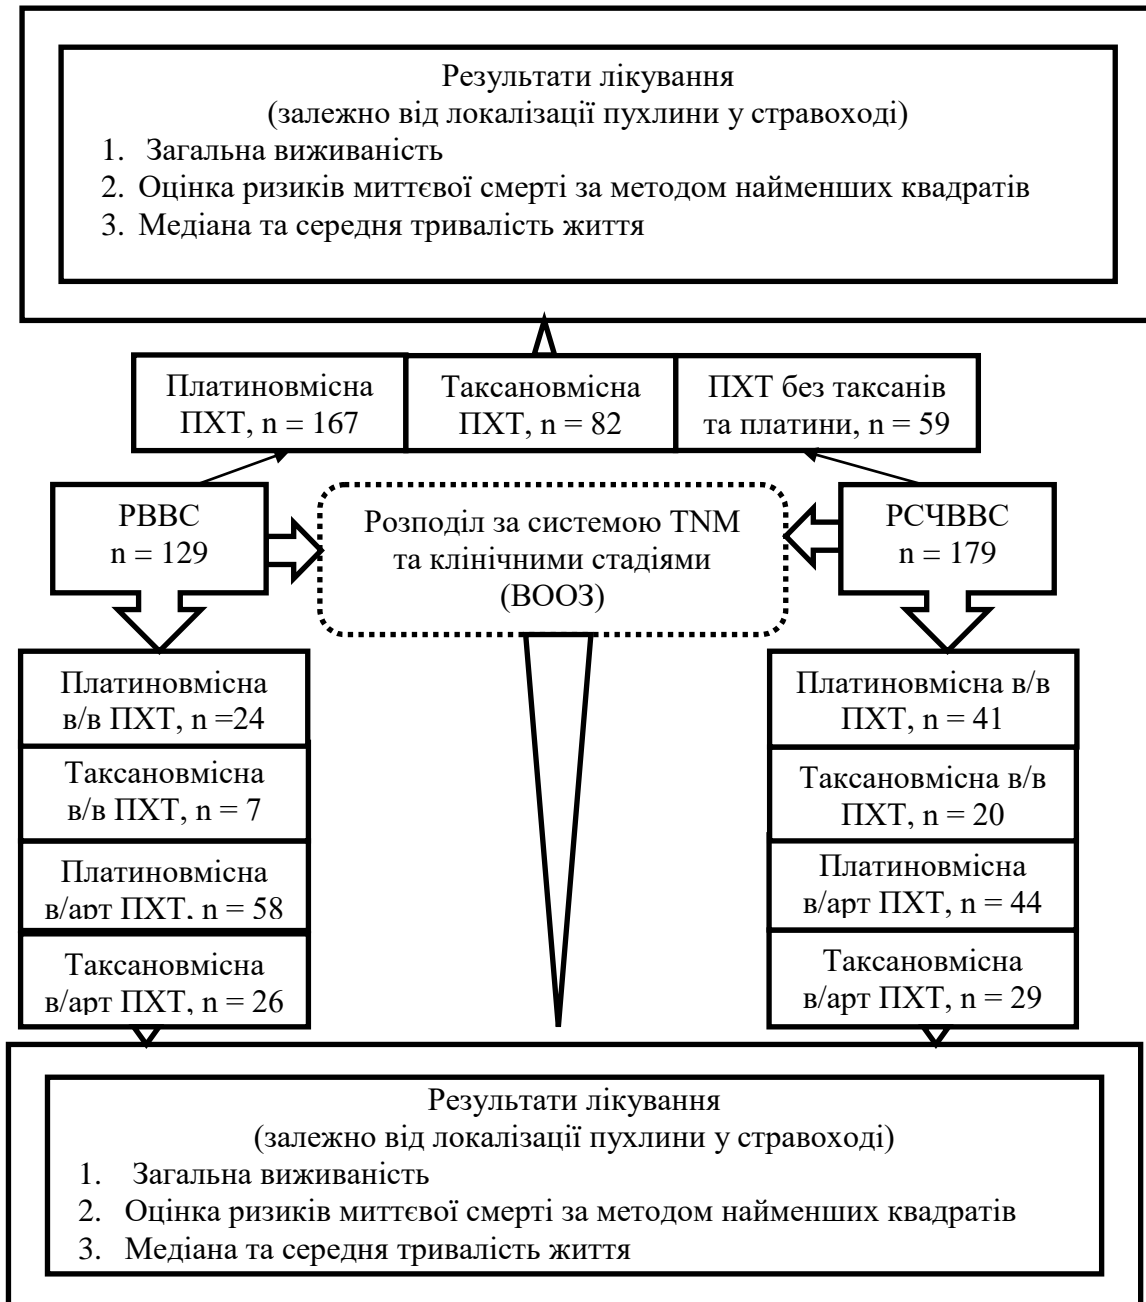 Результати лікування
(залежно від локалізації пухлини у стравоході)
1. Загальна виживаність
2. Оцінка ризиків миттєвої смерті за методом найменших квадратів
3. Медіана та середня тривалість життя
Платиновмісна
ПХТ, n = 167
Таксановмісна
ПХТ, n = 82
ПХТ без таксанів
та платини, n = 59
РВВС
n = 129
Розподіл за системою TNM
та клінічними стадіями
(ВООЗ)
РСЧВВС
n = 179
Платиновмісна
в/в ПХТ, n =24
Таксановмісна
в/в ПХТ, n = 7
Платиновмісна
в/арт ПХТ, n = 58
Таксановмісна
в/арт ПХТ, n = 26
Платиновмісна в/в
ПХТ, n = 41
Таксановмісна в/в
ПХТ, n = 20
Платиновмісна
в/арт ПХТ, n = 44
Таксановмісна
в/арт ПХТ, n = 29
Результати лікування
(залежно від локалізації пухлини у стравоході)
1. Загальна виживаність
2. Оцінка ризиків миттєвої смерті за методом найменших квадратів
3. Медіана та середня тривалість життя